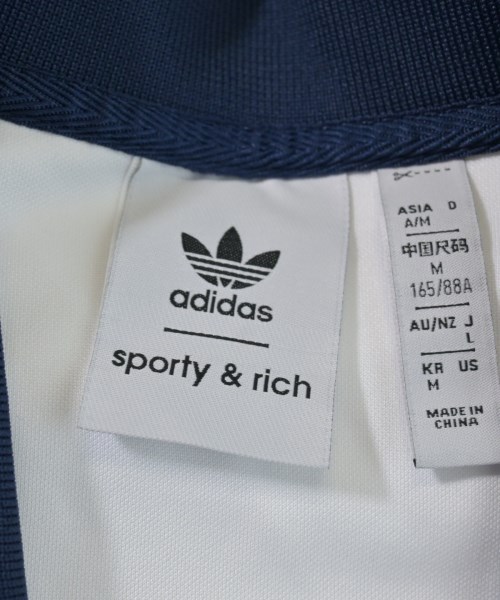 adidas
sporty & rich
ASIA D
A/M
中国尺码
M
165/88A
AU/NZ J
L
KR US
M
MADE IN
CHINA